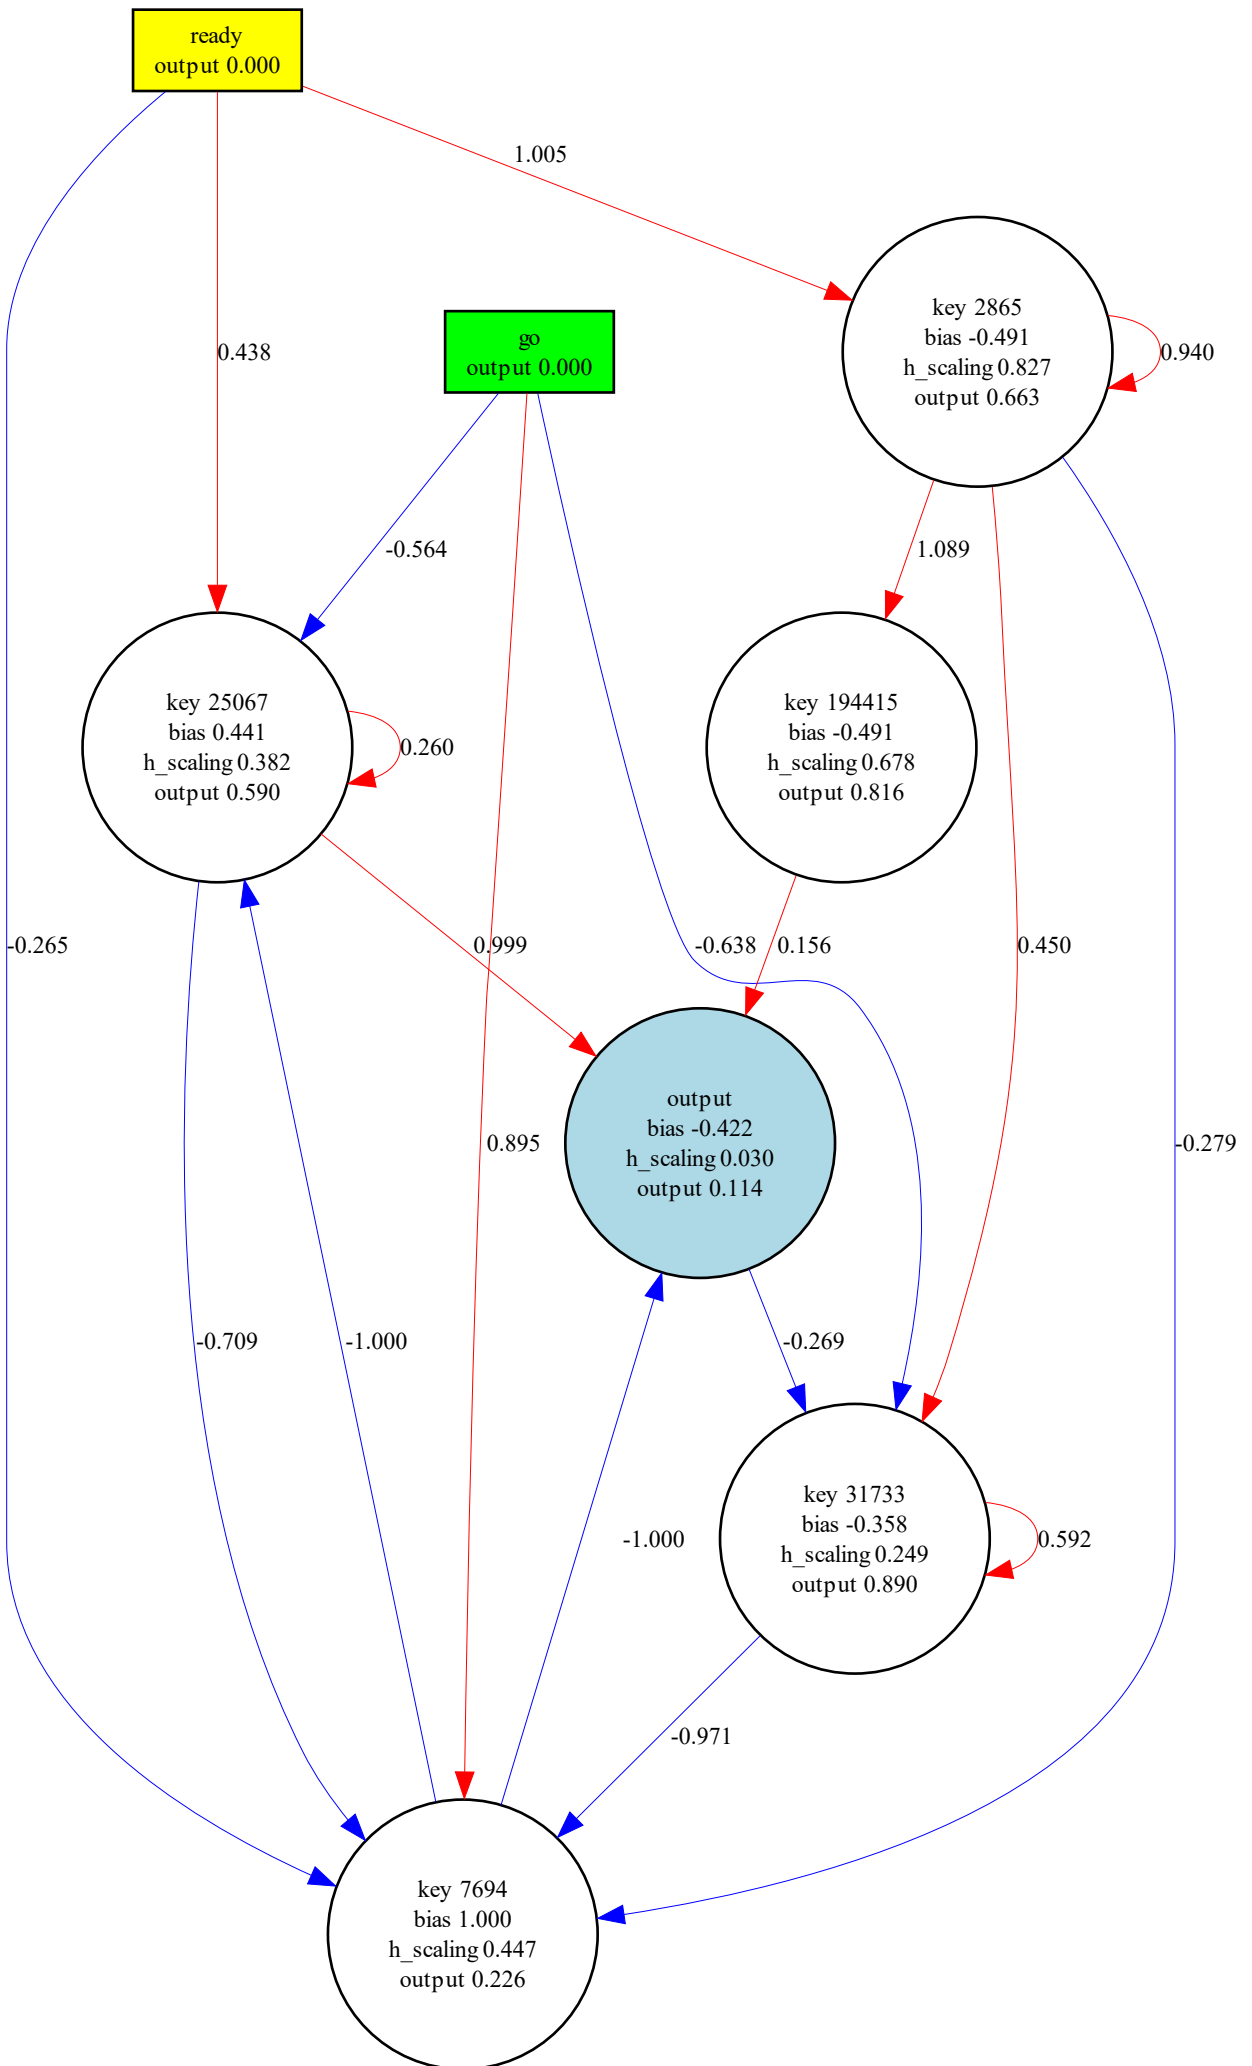 ready
output 0.000
1.005
go
output 0.000
key 2865
bias -0.491
h_scaling 0.827
output 0.663
0.940
0.438
-0.564
1.089
key 25067
bias 0.441
h_scaling 0.382
output 0.590
0.260
key 194415
bias -0.491
h_scaling 0.678
output 0.816
-0.265
0.999
-0.638
0.156
0.450
output
bias -0.422
h_scaling 0.030
output 0.114
0.895
-0.279
-0.709
-1.000
-0.269
key 31733
bias -0.358
h_scaling 0.249
output 0.890
-1.000
0.592
-0.971
key 7694
bias 1.000
h_scaling 0.447
output 0.226